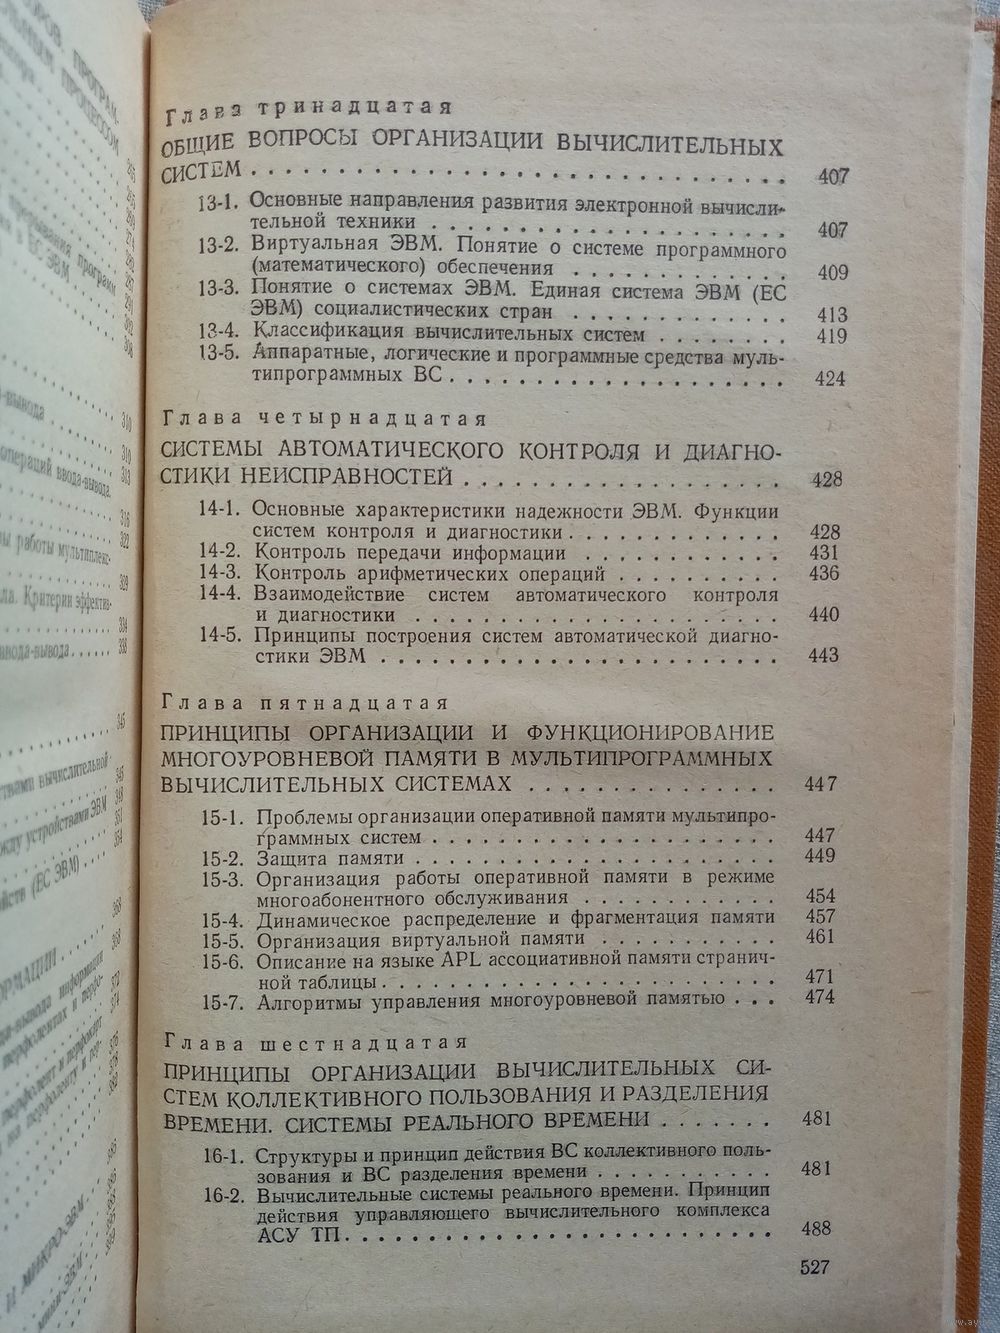 Глава тринадцатая
ОБЩИЕ ВОПРОСЫ ОРГАНИЗАЦИИ ВЫЧИСЛИТЕЛЬНЫХ
СИСТЕМ . . . . . . . . . . 407
13-1. Основные направления развития электронной вычисли-
тельной техники . . . . . . . . . . 407
13-2. Виртуальная ЭВМ. Понятие о системе программного
(математического) обеспечения . . . . . . . . . . 409
13-3. Понятие о системах ЭВМ. Единая система ЭВМ (ЕС
ЭВМ) социалистических стран . . . . . . . . . . 413
13-4. Классификация вычислительных систем . . . . . . . . 419
13-5. Аппаратные, логические и программные средства муль-
типрограммных ВС . . . . . . . . . . 424
Глава четырнадцатая
СИСТЕМЫ АВТОМАТИЧЕСКОГО КОНТРОЛЯ И ДИАГНО-
СТИКИ НЕИСПРАВНОСТЕЙ . . . . . . . . . . 428
14-1. Основные характеристики надежности ЭВМ. Функции
систем контроля и диагностики . . . . . . . . . . 428
14-2. Контроль передачи информации . . . . . . . . . . 431
14-3. Контроль арифметических операций . . . . . . . . 436
14-4. Взаимодействие систем автоматического контроля
и диагностики . . . . . . . . . . 440
14-5. Принципы построения систем автоматической диагно-
стики ЭВМ . . . . . . . . . . 443
Глава пятнадцатая
ПРИНЦИПЫ ОРГАНИЗАЦИИ И ФУНКЦИОНИРОВАНИЕ
МНОГОУРОВНЕВОЙ ПАМЯТИ В МУЛЬТИПРОГРАММНЫХ
ВЫЧИСЛИТЕЛЬНЫХ СИСТЕМАХ . . . . . . . . . . 447
15-1. Проблемы организации оперативной памяти мультипро-
граммных систем . . . . . . . . . . 447
15-2. Защита памяти . . . . . . . . . . 449
15-3. Организация работы оперативной памяти в режиме
многоабонентного обслуживания . . . . . . . . . . 454
15-4. Динамическое распределение и фрагментация памяти 457
15-5. Организация виртуальной памяти . . . . . . . . . 461
15-6. Описание на языке APL ассоциативной памяти странич-
ной таблицы . . . . . . . . . . 471
15-7. Алгоритмы управления многоуровневой памятью . . . 474
Глава шестнадцатая
ПРИНЦИПЫ ОРГАНИЗАЦИИ ВЫЧИСЛИТЕЛЬНЫХ СИ-
СТЕМ КОЛЛЕКТИВНОГО ПОЛЬЗОВАНИЯ И РАЗДЕЛЕНИЯ
ВРЕМЕНИ. СИСТЕМЫ РЕАЛЬНОГО ВРЕМЕНИ . . . . . . . 481
16-1. Структуры и принцип действия ВС коллективного поль-
зования и ВС разделения времени . . . . . . . . . . 481
16-2. Вычислительные системы реального времени. Принцип
действия управляющего вычислительного комплекса
АСУ ТП . . . . . . . . . . 488
527